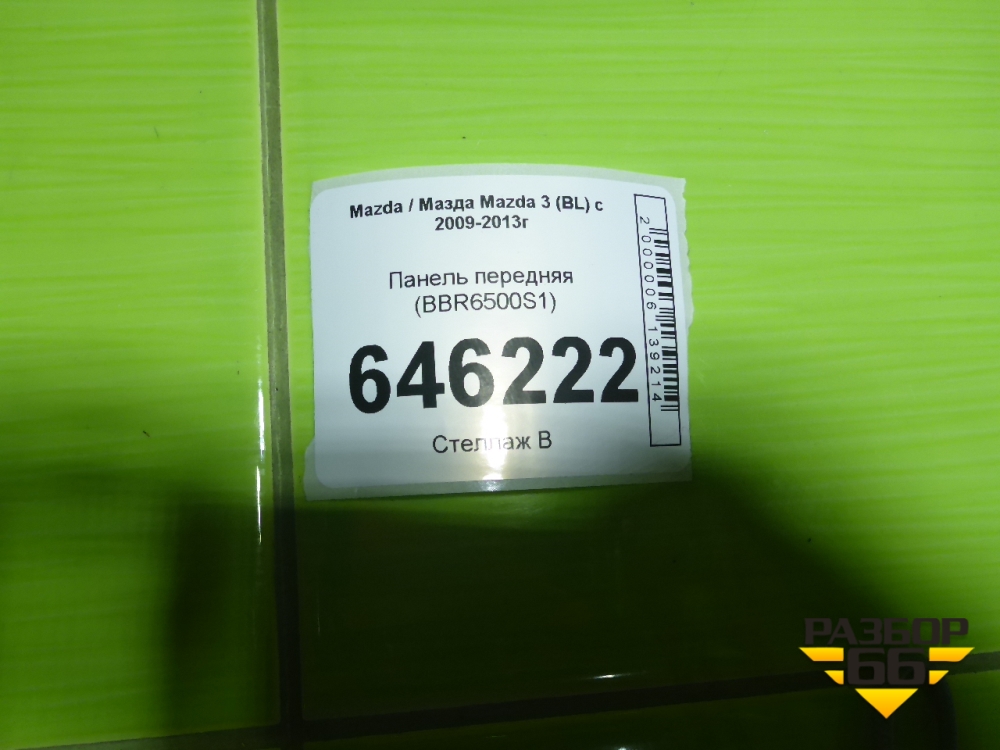 Mazda / Мазда Mazda 3 (BL) с
2009-2013г
Панель передняя
(BBR6500S1)
646222
Стеллаж В
2000006139214
РАЗБОР
66